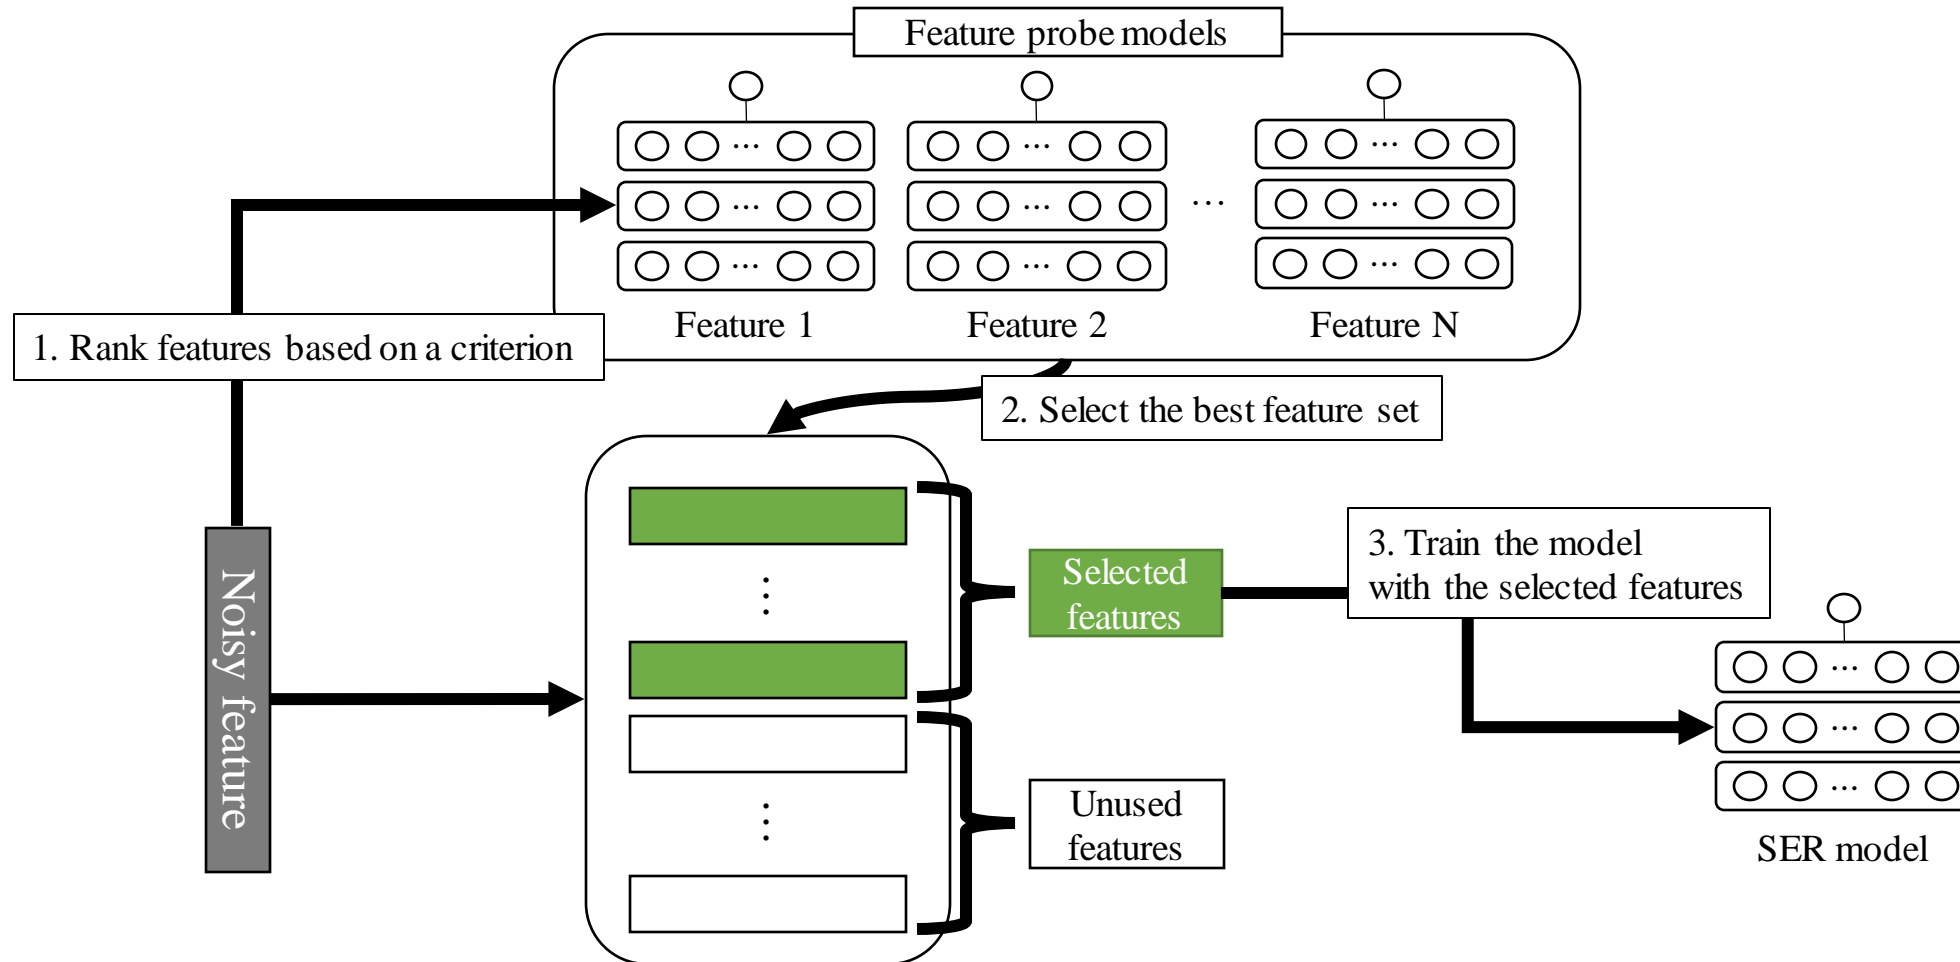 Feature probe models
Feature 1
Feature 2
...
Feature N
1. Rank features based on a criterion
2. Select the best feature set
Noisy feature
Selected
features
3. Train the model
with the selected features
Unused
features
SER model